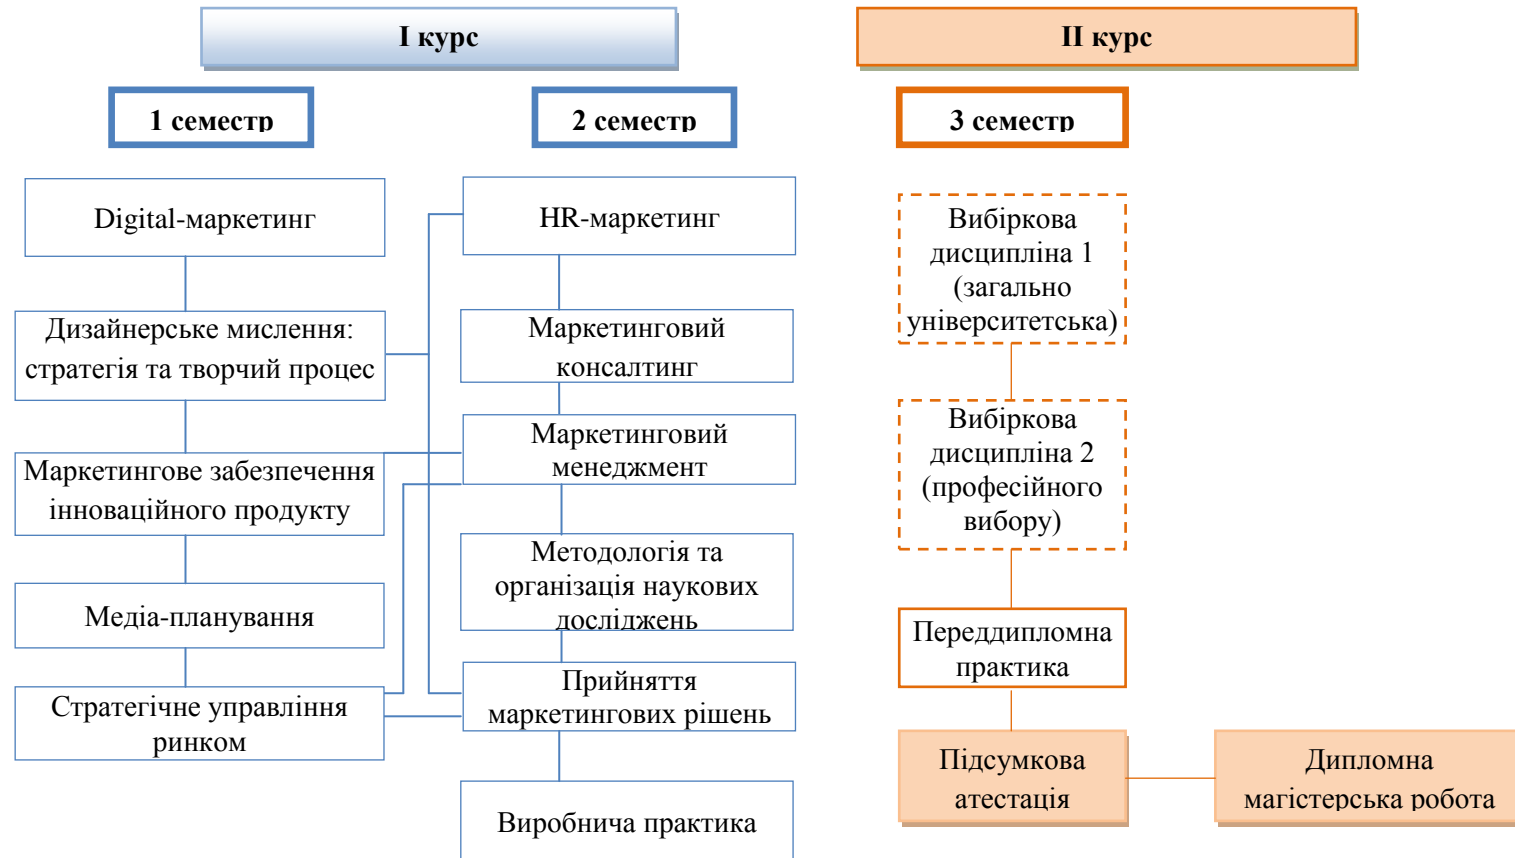 І курс
ІІ курс
1 семестр
2 семестр
3 семестр
Digital-маркетинг
Дизайнерське мислення:
стратегія та творчий процес
Маркетингове забезпечення
інноваційного продукту
Медіа-планування
Стратегічне управління
ринком
HR-маркетинг
Маркетинговий
консалтинг
Маркетинговий
менеджмент
Методологія та
організація наукових
досліджень
Прийняття
маркетингових рішень
Виробнича практика
Вибіркова
дисципліна 1
(загально
університетська)
Вибіркова
дисципліна 2
(професійного
вибору)
Переддипломна
практика
Підсумкова
атестація
Дипломна
магістерська робота